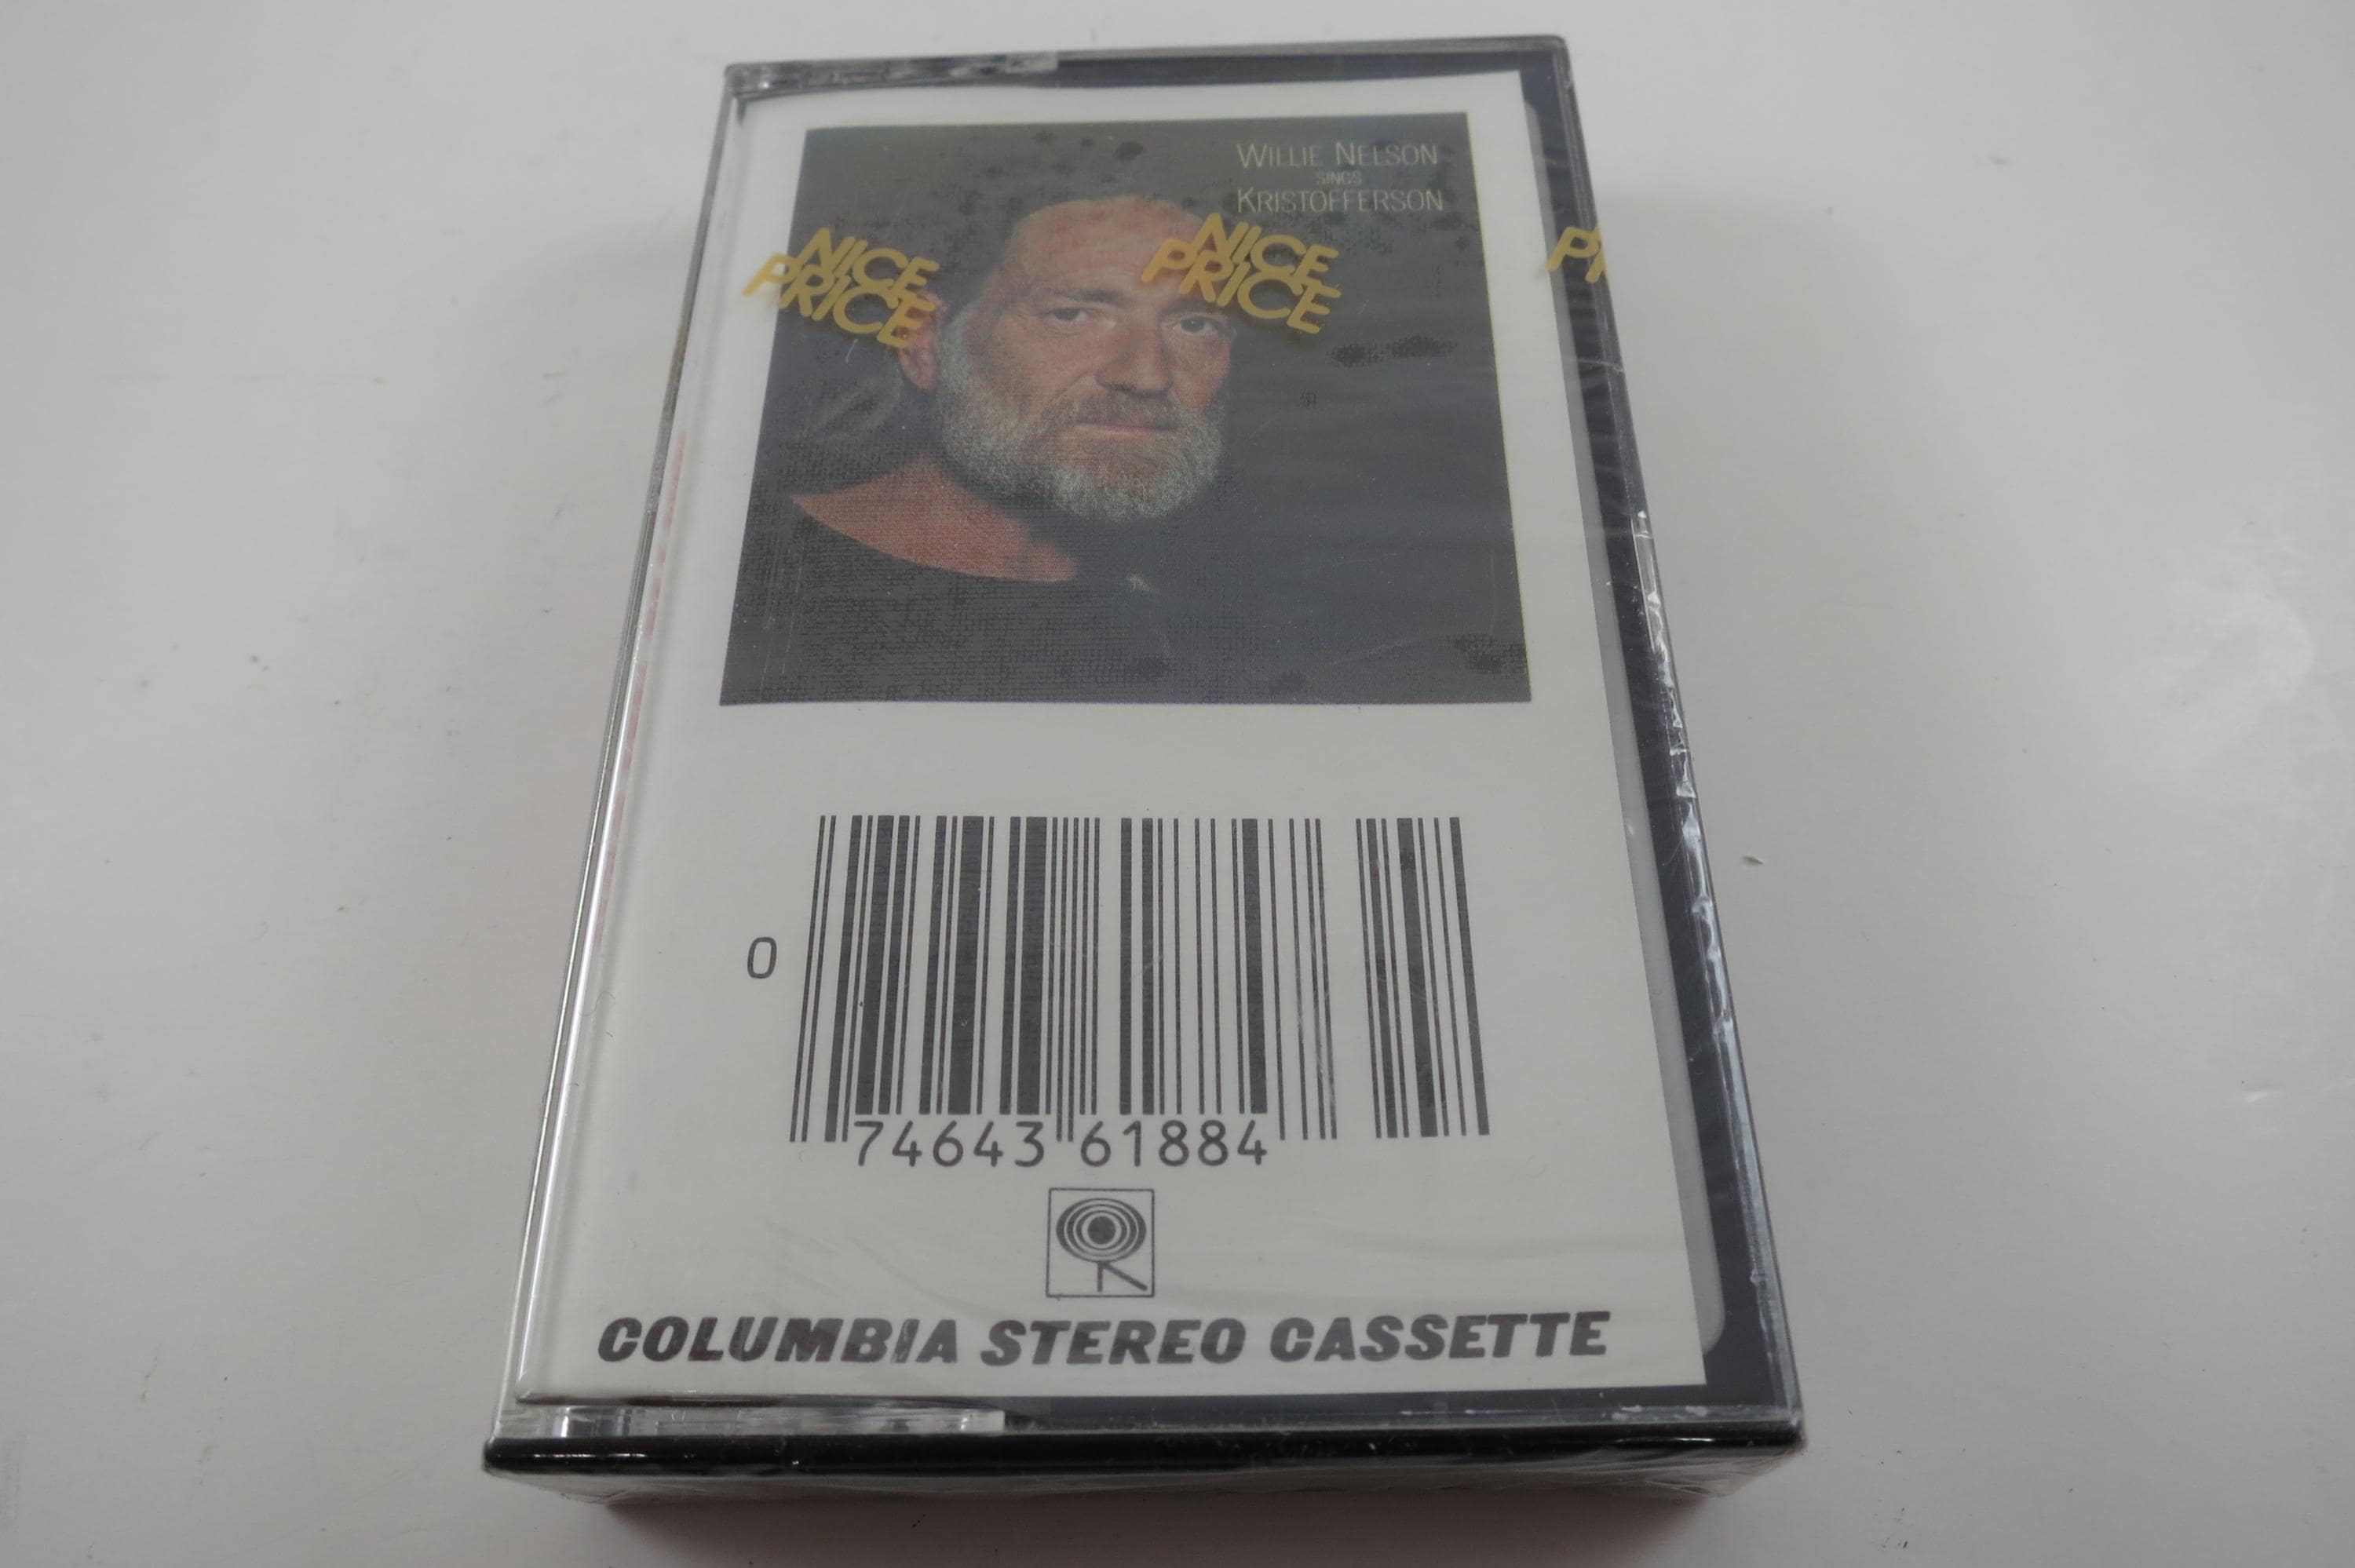 WILLIE NELSON
SINGS
KRISTOFFERSON
NICE
PRICE
NICE
PRICE
0
74643 61884
COLUMBIA STEREO CASSETTE